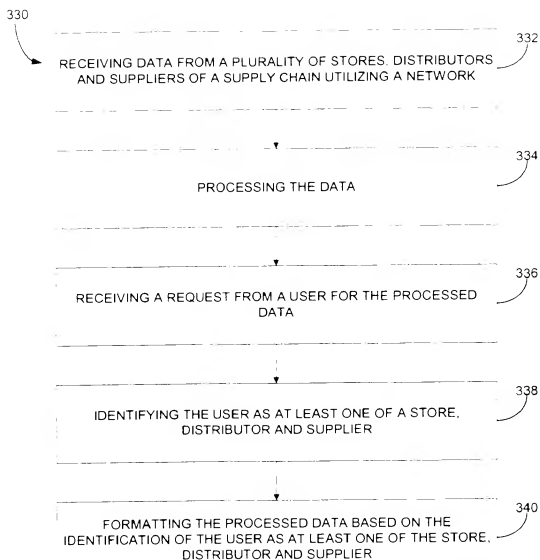 330
332
RECEIVING DATA FROM A PLURALITY OF STORES, DISTRIBUTORS
AND SUPPLIERS OF A SUPPLY CHAIN UTILIZING A NETWORK
334
PROCESSING THE DATA
336
RECEIVING A REQUEST FROM A USER FOR THE PROCESSED
DATA
338
IDENTIFYING THE USER AS AT LEAST ONE OF A STORE,
DISTRIBUTOR AND SUPPLIER
340
FORMATTING THE PROCESSED DATA BASED ON THE
IDENTIFICATION OF THE USER AS AT LEAST ONE OF THE STORE,
DISTRIBUTOR AND SUPPLIER